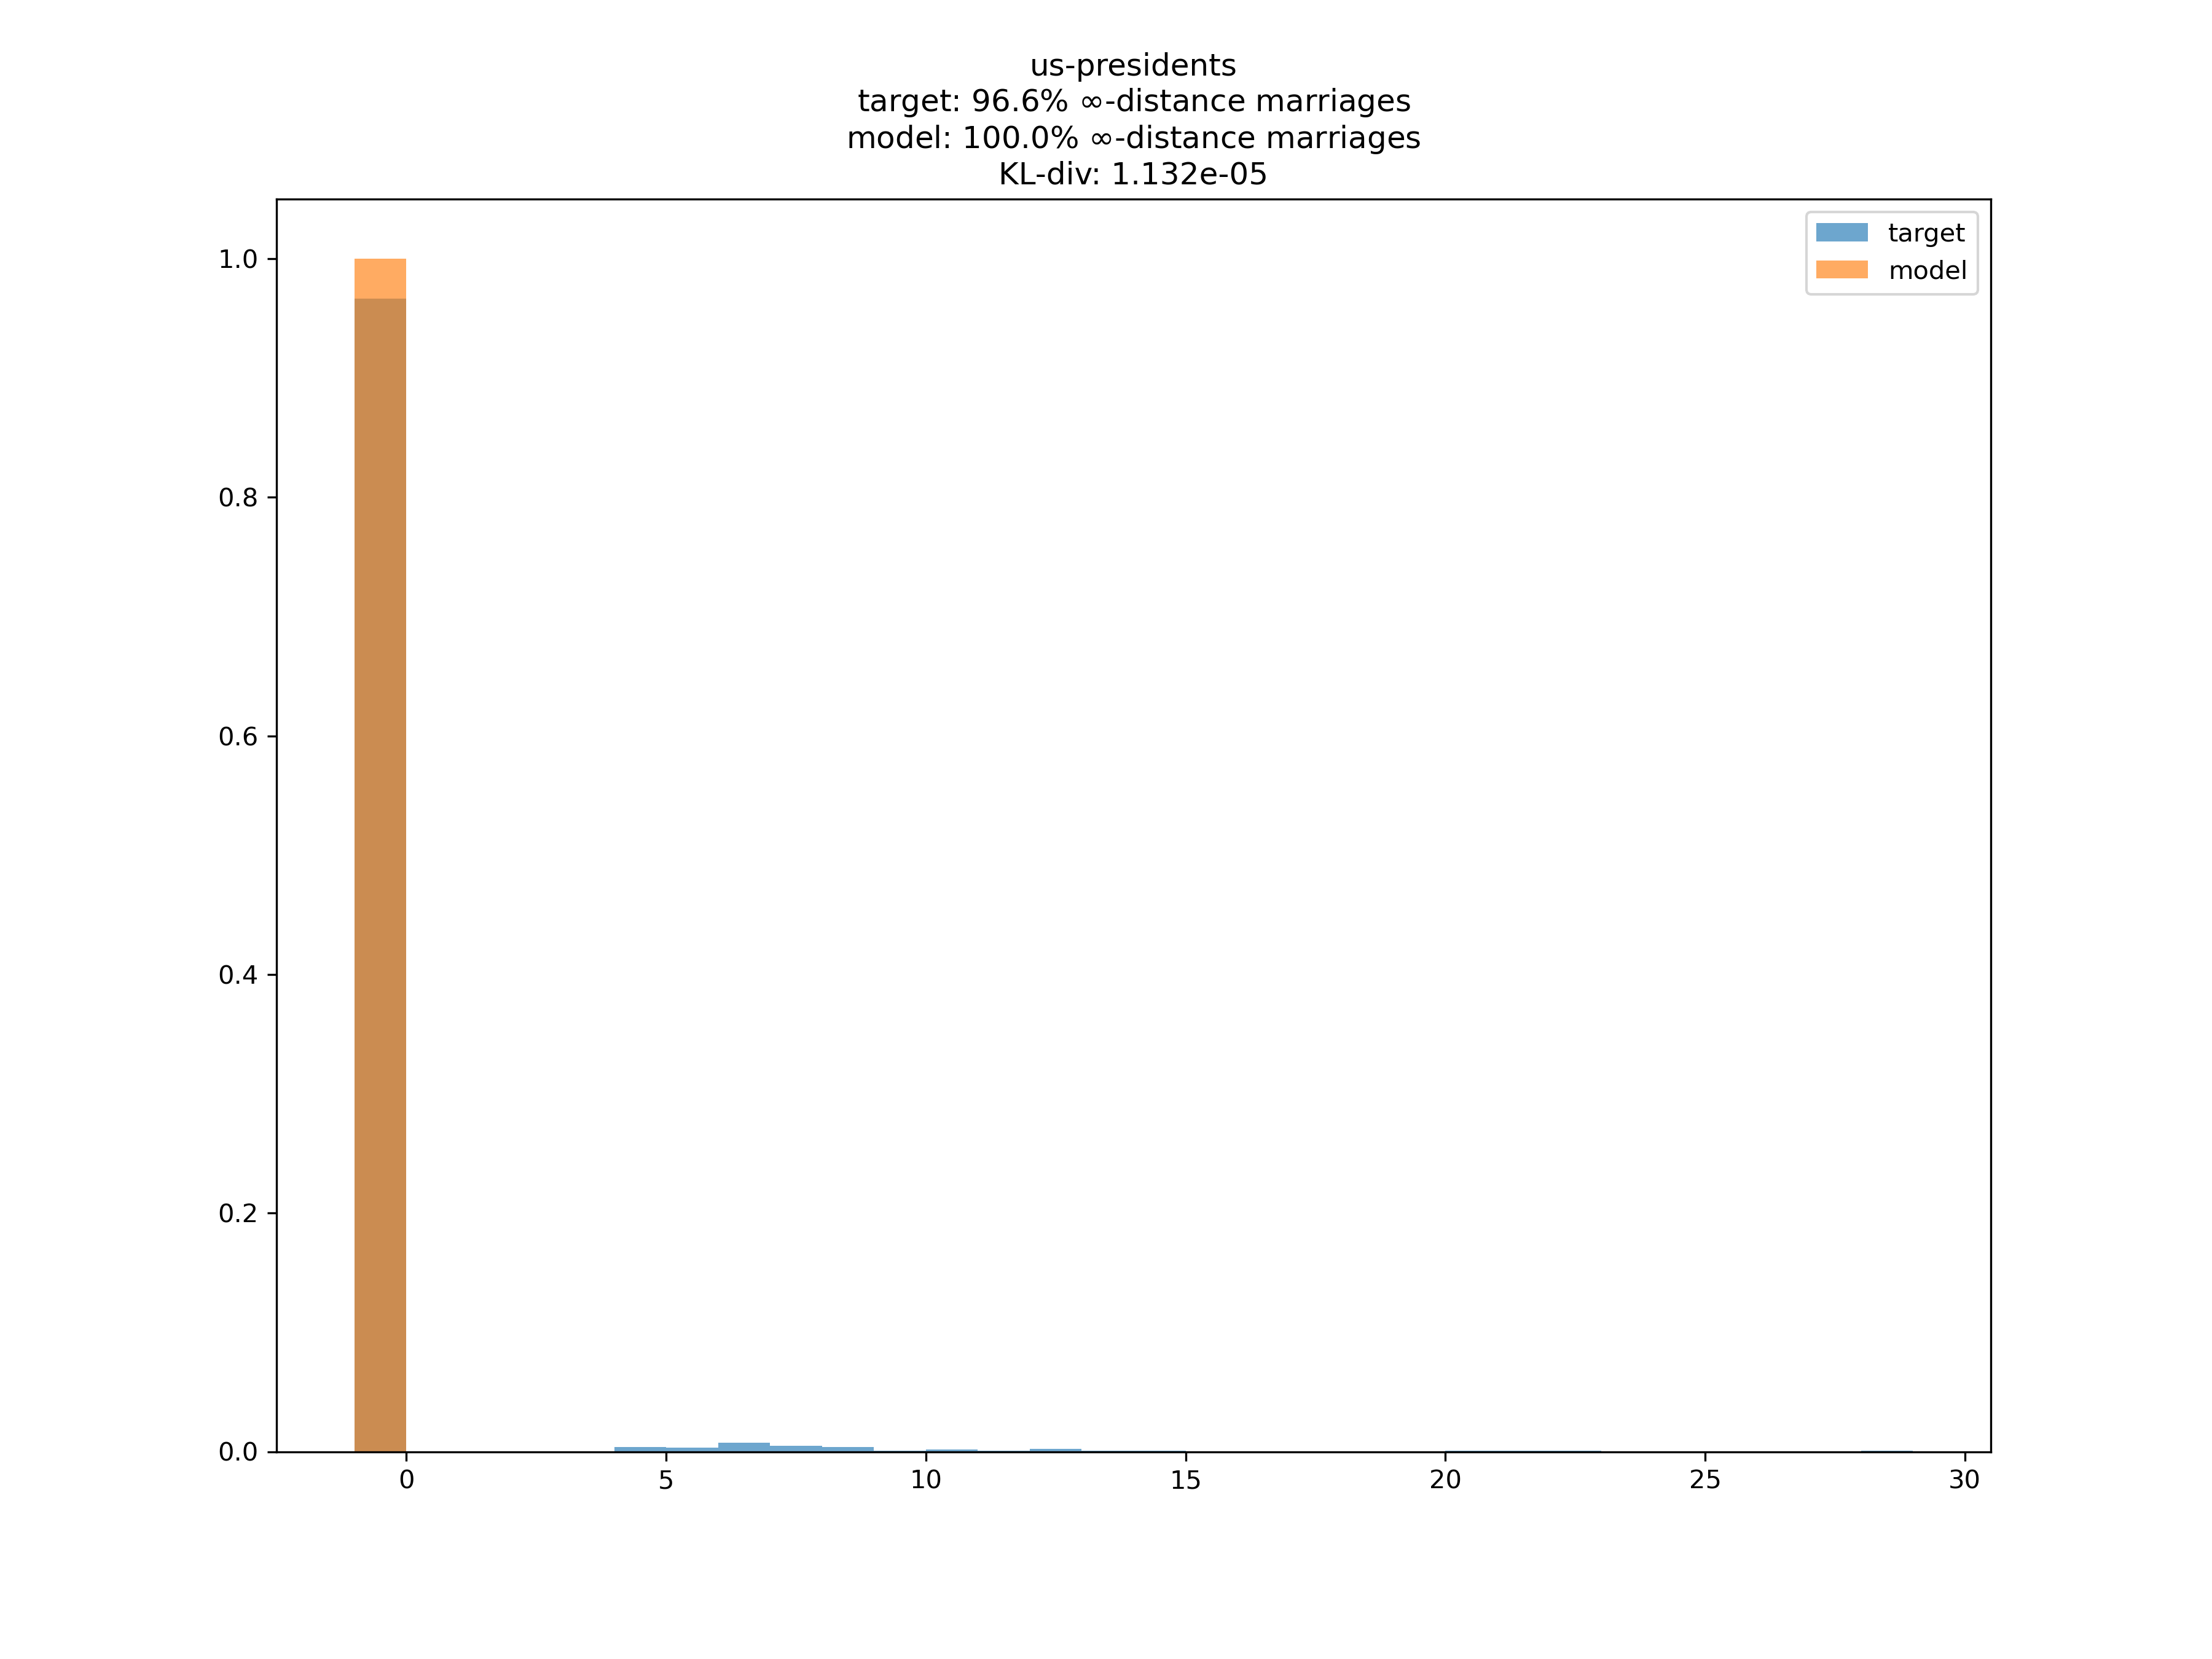 us-presidents
target: 96.6% ∞-distance marriages
model: 100.0% ∞-distance marriages
KL-div: 1.132e-05
target
model
1.0
0.8
0.6
0.4
0.2
0.0
0 5 10 15 20 25 30